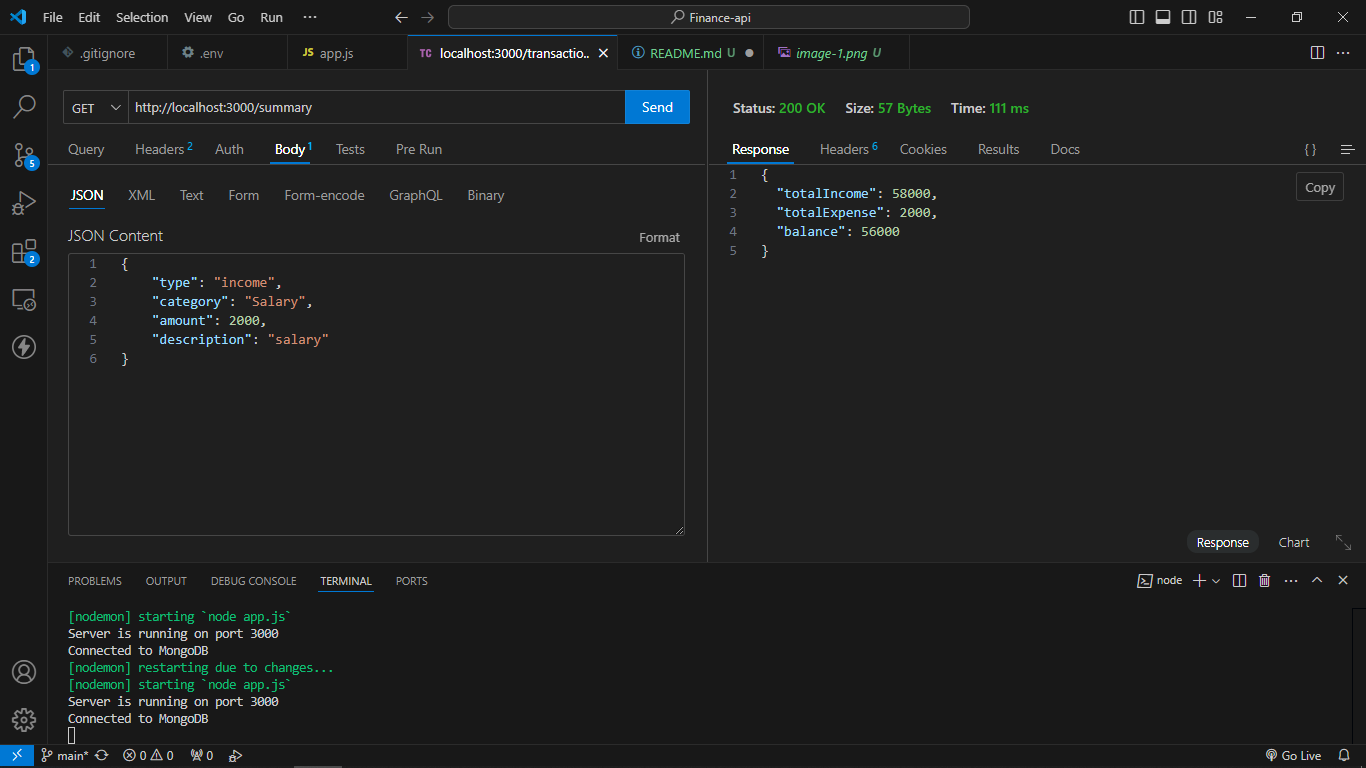 File Edit Selection View Go Run ··· Finance-api
.gitignore .env JS app.js TC localhost:3000/transactio.. README.md U image-1.png U
GET http://localhost:3000/summary Send
Query Headers 2 Auth Body 1 Tests Pre Run
JSON XML Text Form Form-encode GraphQL Binary
JSON Content Format
1 {
2 "type": "income",
3 "category": "Salary",
4 "amount": 2000,
5 "description": "salary"
6 }
Status: 200 OK Size: 57 Bytes Time: 111 ms
Response Headers 6 Cookies Results Docs { }
Copy
1 {
2 "totalIncome": 58000,
3 "totalExpense": 2000,
4 "balance": 56000
5 }
Response Chart
1
5
2
PROBLEMS OUTPUT DEBUG CONSOLE TERMINAL PORTS node
[nodemon] starting `node app.js`
Server is running on port 3000
Connected to MongoDB
[nodemon] restarting due to changes...
[nodemon] starting `node app.js`
Server is running on port 3000
Connected to MongoDB
main* 0 0 0 Go Live